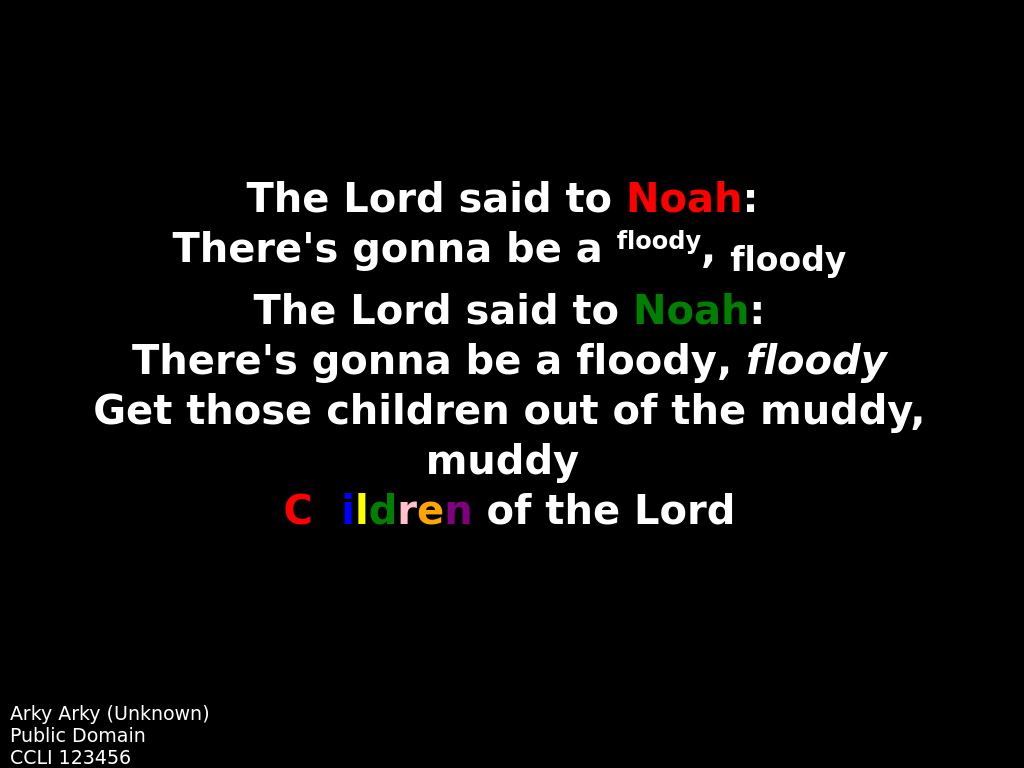 The Lord said to Noah:
There's gonna be a floody, floody
The Lord said to Noah:
There's gonna be a floody, floody
Get those children out of the muddy,
muddy
C ildren of the Lord
Arky Arky (Unknown)
Public Domain
CCLI 123456